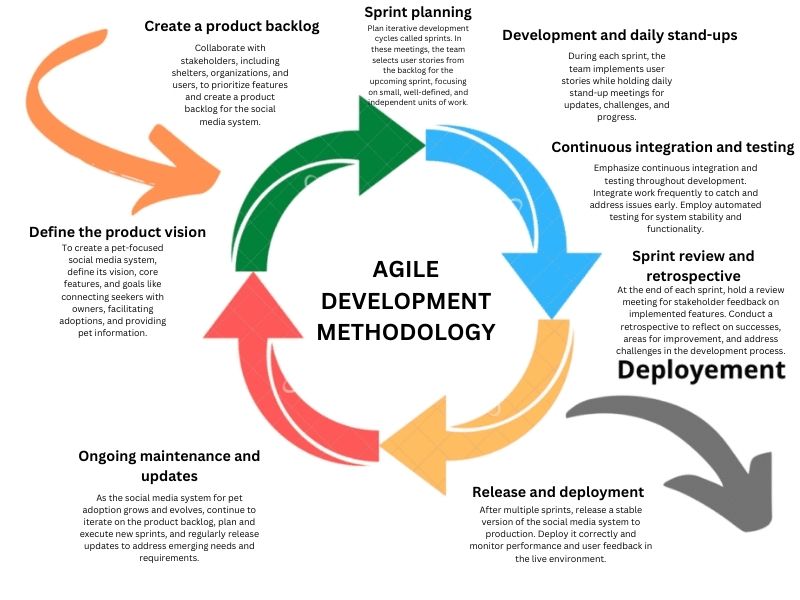 Create a product backlog
Collaborate with
stakeholders, including
shelters, organizations, and
users, to prioritize features
and create a product
backlog for the social
media system.
Sprint planning
Plan iterative development
cycles called sprints. In
these meetings, the team
selects user stories from
the backlog for the
upcoming sprint, focusing
on small, well-defined, and
independent units of work.
Development and daily stand-ups
During each sprint, the
team implements user
stories while holding daily
stand-up meetings for
updates, challenges, and
progress.
Continuous integration and testing
Emphasize continuous integration and
testing throughout development.
Integrate work frequently to catch and
address issues early. Employ automated
testing for system stability and
functionality.
Define the product vision
To create a pet-focused
social media system,
define its vision, core
features, and goals like
connecting seekers with
owners, facilitating
adoptions, and providing
pet information.
AGILE
DEVELOPMENT
METHODOLOGY
Sprint review and
retrospective
At the end of each sprint, hold a review
meeting for stakeholder feedback on
implemented features. Conduct a
retrospective to reflect on successes,
areas for improvement, and address
challenges in the development process.
Deployement
Ongoing maintenance and
updates
As the social media system for pet
adoption grows and evolves, continue to
iterate on the product backlog, plan and
execute new sprints, and regularly release
updates to address emerging needs and
requirements.
Release and deployment
After multiple sprints, release a stable
version of the social media system to
production. Deploy it correctly and
monitor performance and user feedback in
the live environment.